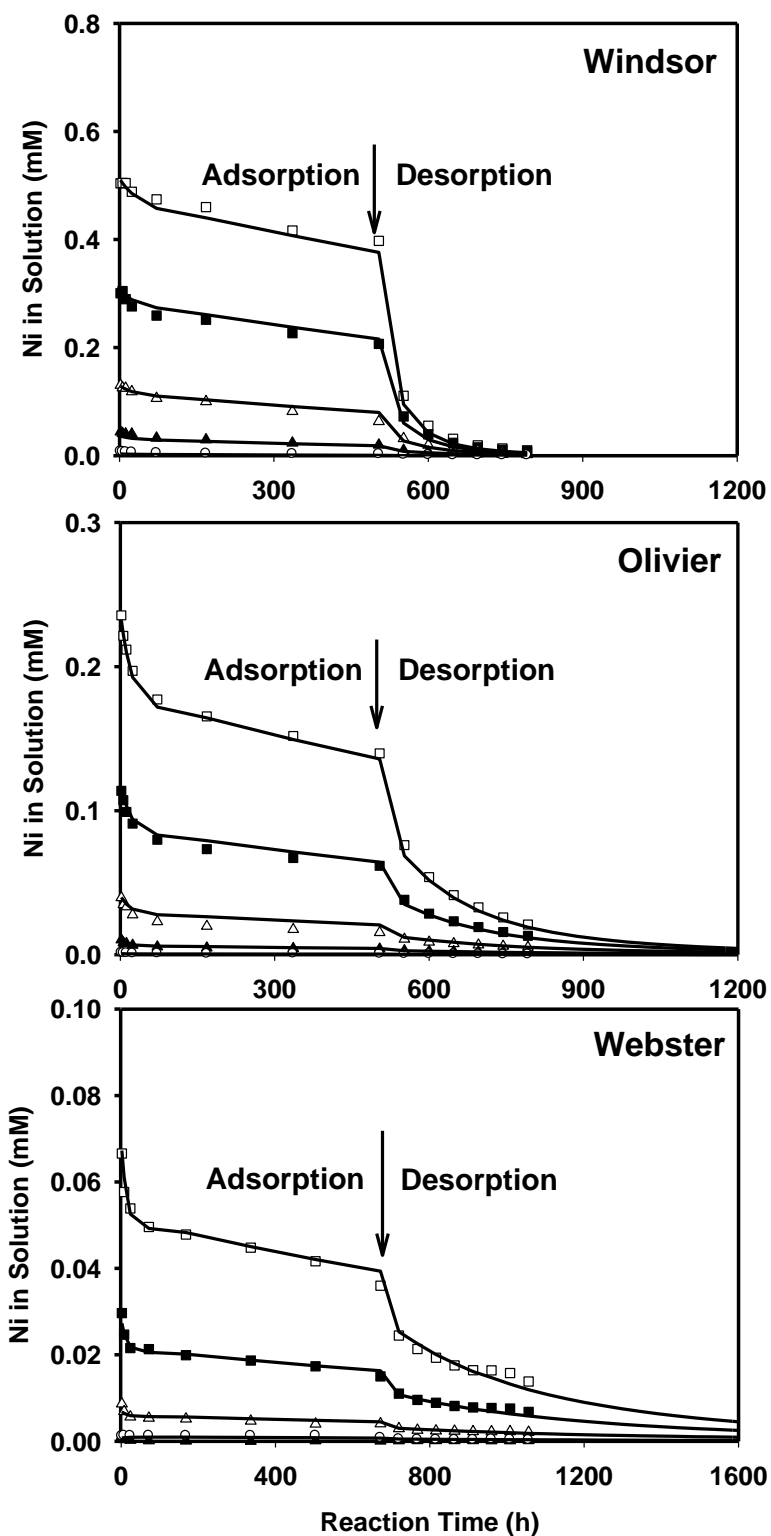 0.8
Windsor
0.6
Adsorption Desorption
0.4
Ni in Solution (mM)
0.2
0.0
0 300 600 900 1200
0.3
Olivier
0.2
Adsorption Desorption
Ni in Solution (mM)
0.1
0.0
0 300 600 900 1200
0.10
Webster
0.08
0.06
Adsorption Desorption
Ni in Solution (mM)
0.04
0.02
0.00
0 400 800 1200 1600
Reaction Time (h)